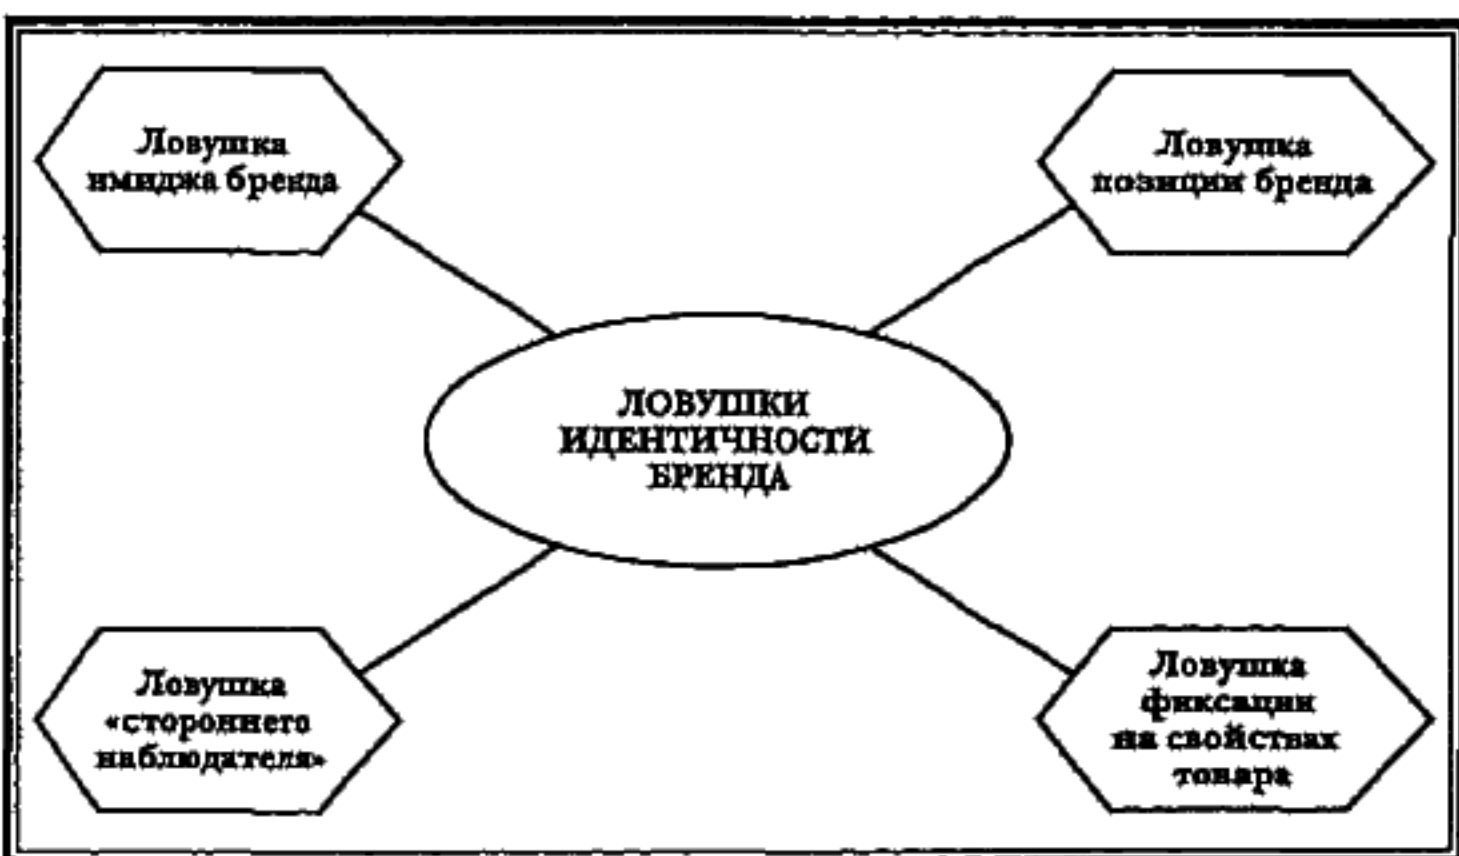 Ловушка
имиджа бренда
Ловушка
позиции бренда
ЛОВУШКИ
ИДЕНТИЧНОСТИ
БРЕНДА
Ловушка
«стороннего
наблюдателя»
Ловушка
фиксации
на свойствах
товара